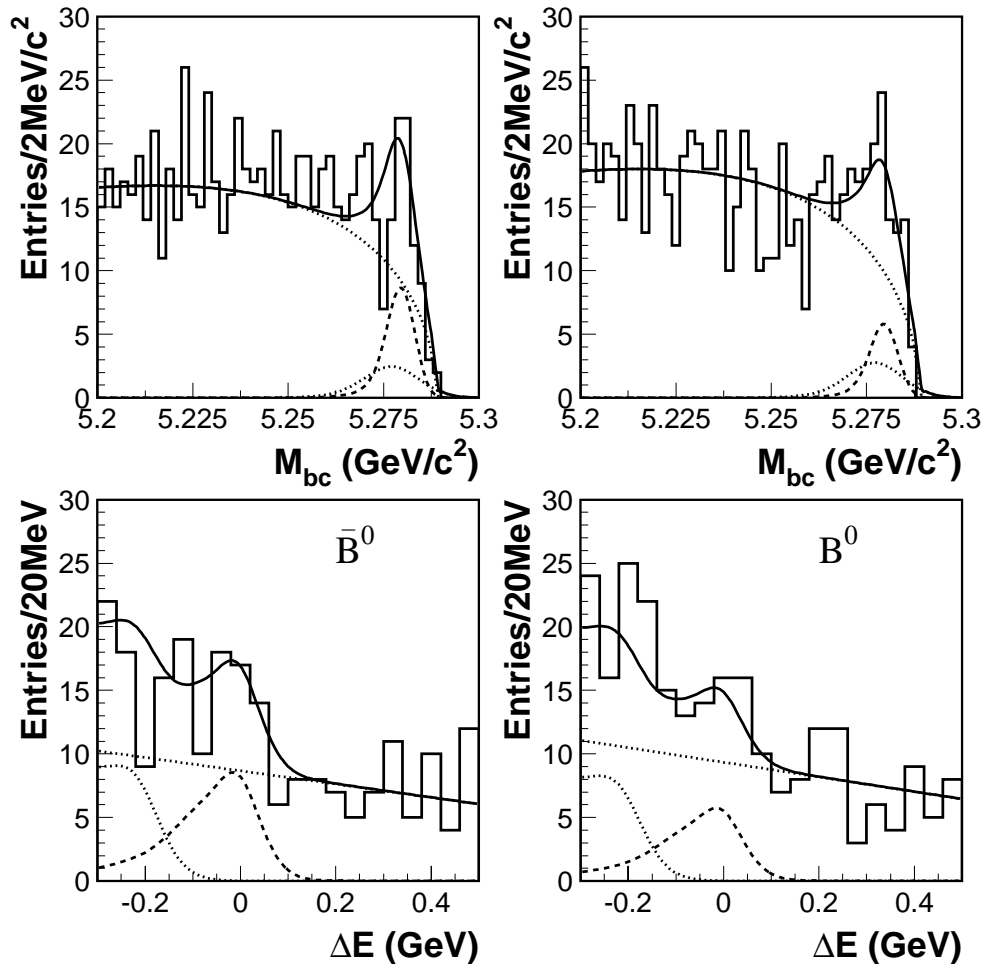 Entries/2MeV/c²
30
25
20
15
10
5
0
5.2 5.225 5.25 5.275 5.3
M_bc (GeV/c²)
Entries/2MeV/c²
30
25
20
15
10
5
0
5.2 5.225 5.25 5.275 5.3
M_bc (GeV/c²)
Entries/20MeV
30
25
20
15
10
5
0
B̄⁰
-0.2 0 0.2 0.4
ΔE (GeV)
Entries/20MeV
30
25
20
15
10
5
0
B⁰
-0.2 0 0.2 0.4
ΔE (GeV)